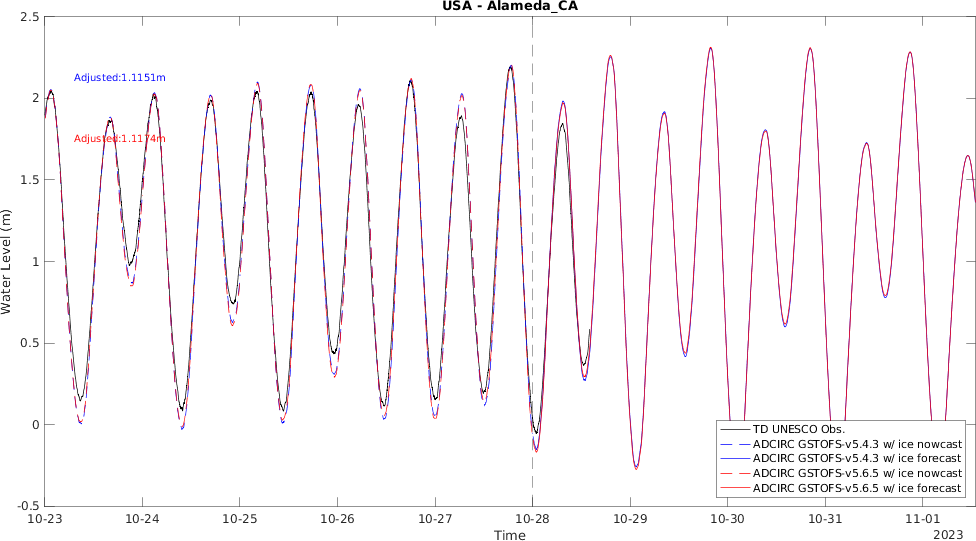 USA - Alameda_CA
2.5
2
1.5
1
0.5
0
-0.5
Water Level (m)
Adjusted:1.1151m
Adjusted:1.1174m
TD UNESCO Obs.
ADCIRC GSTOFS-v5.4.3 w/ ice nowcast
ADCIRC GSTOFS-v5.4.3 w/ ice forecast
ADCIRC GSTOFS-v5.6.5 w/ ice nowcast
ADCIRC GSTOFS-v5.6.5 w/ ice forecast
10-23 10-24 10-25 10-26 10-27 10-28 10-29 10-30 10-31 11-01
Time
2023